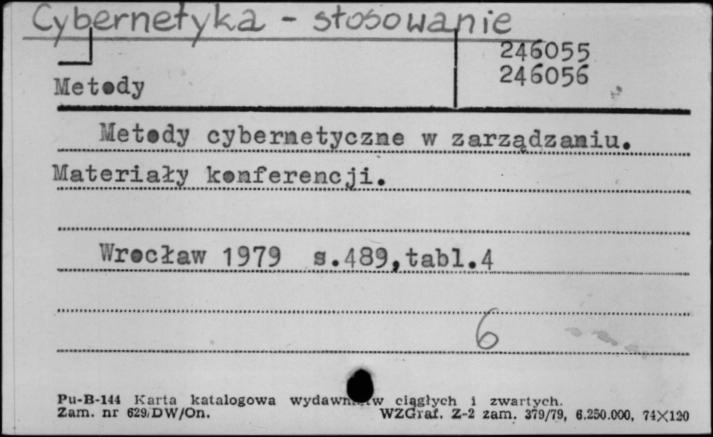 Cybernetyka - stosowanie
246055
246056
Metody
Metody cybernetyczne w zarządzaniu.
Materiały konferencji.
Wrocław 1979 s.489,tabl.4
6
Pu-B-144 Karta katalogowa ciągłych i zwartych.
Zam. nr 629/DW/On. WZGraf. Z-2 zam. 379/79, 6.250.000, 74X120